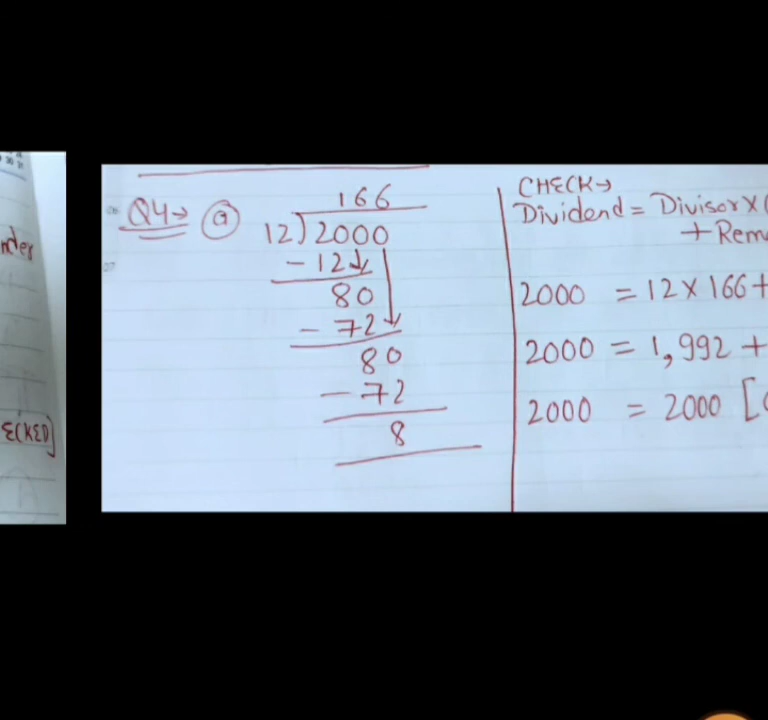 nder
ECKED]
Q4→ a
166
12)2000
-12
80
-72
80
-72
8
CHECK→
Dividend = Divisor X
+
2000 = 12 X 166 +
2000 = 1,992 +
2000 = 2000 [